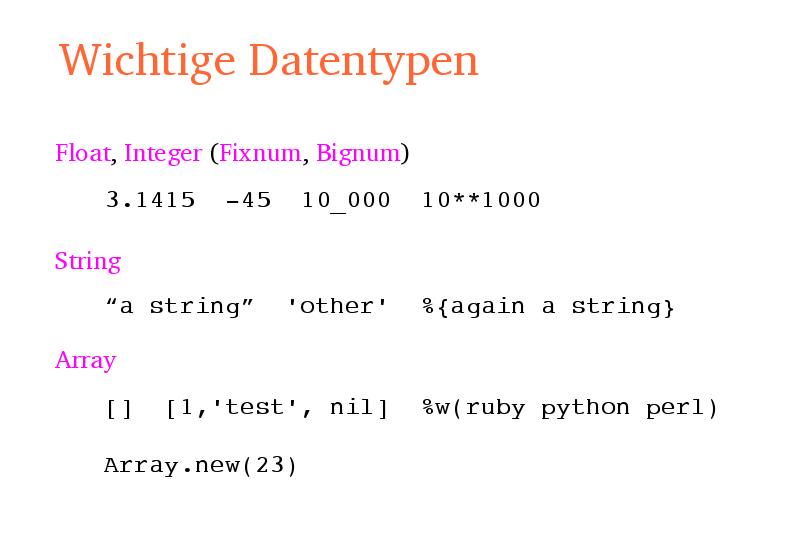 Wichtige Datentypen
Float, Integer (Fixnum, Bignum)
3.1415 -45 10_000 10**1000
String
“a string” 'other' %{again a string}
Array
[] [1,'test', nil] %w(ruby python perl)
Array.new(23)